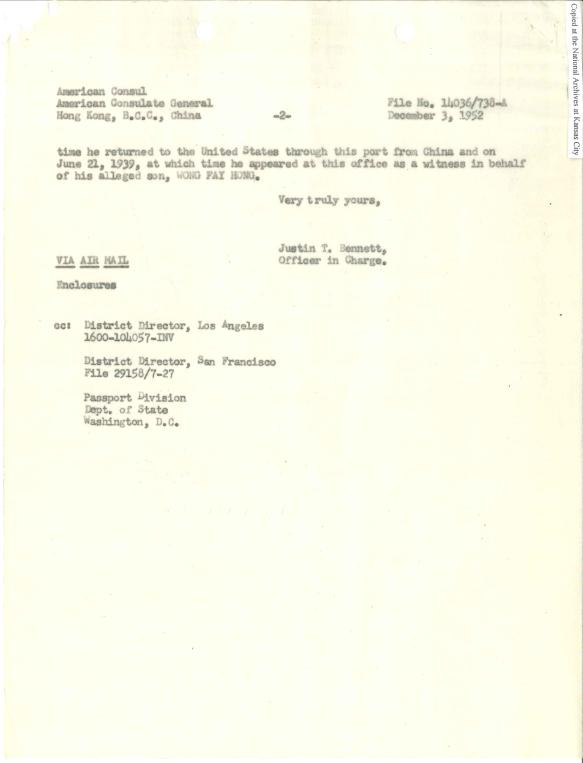 American Consul
American Consulate General
File No. 14036/738-A
Hong Kong, B.C.C., China
-2-
December 3, 1952
time he returned to the United States through this port from China and on
June 21, 1939, at which time he appeared at this office as a witness in behalf
of his alleged son, WONG FAY HONG.
Very truly yours,
Justin T. Bennett,
Officer in Charge.
VIA AIR MAIL
Enclosures
cc: District Director, Los Angeles
1600-104057-INV
District Director, San Francisco
File 29158/7-27
Passport Division
Dept. of State
Washington, D.C.
Copied at the National Archives at Kansas City